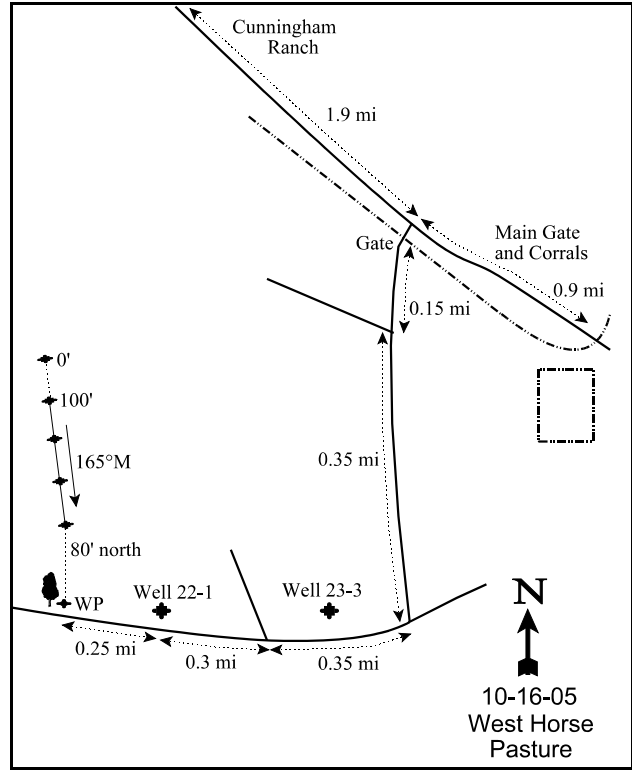 Cunningham
Ranch
1.9 mi
Gate
Main Gate
and Corrals
0.9 mi
0.15 mi
0'
100'
165°M
0.35 mi
80' north
WP
Well 22-1
Well 23-3
0.25 mi
0.3 mi
0.35 mi
N
10-16-05
West Horse
Pasture